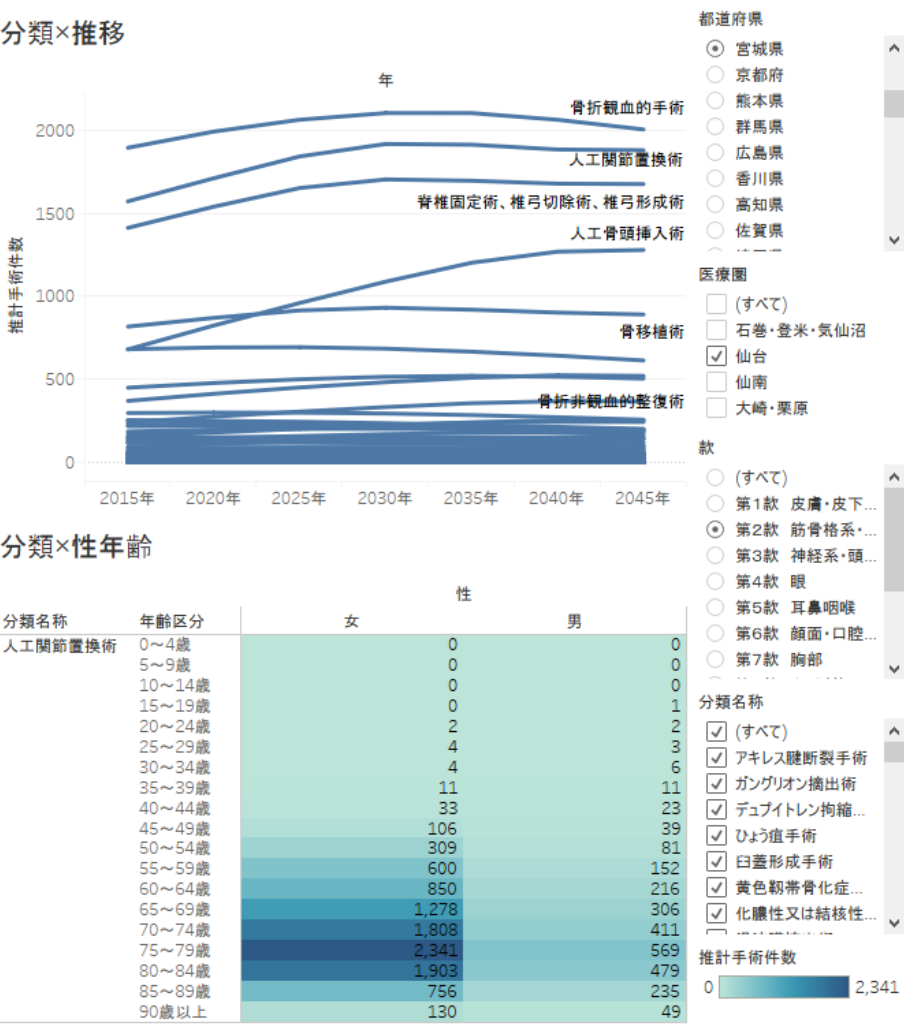 分類×推移
年
推計手術件数
2000
1500
1000
500
0
骨折観血的手術
人工関節置換術
脊椎固定術、椎弓切除術、椎弓形成術
人工骨頭挿入術
骨移植術
骨折非観血的整復術
2015年 2020年 2025年 2030年 2035年 2040年 2045年
分類×性年齢
性
分類名称 年齢区分 女 男
人工関節置換術 0～4歳 0 0
5～9歳 0 0
10～14歳 0 0
15～19歳 0 1
20～24歳 2 2
25～29歳 4 3
30～34歳 4 6
35～39歳 11 11
40～44歳 33 23
45～49歳 106 39
50～54歳 309 81
55～59歳 600 152
60～64歳 850 216
65～69歳 1,278 306
70～74歳 1,808 411
75～79歳 2,341 569
80～84歳 1,903 479
85～89歳 756 235
90歳以上 130 49
都道府県
宮城県
京都府
熊本県
群馬県
広島県
香川県
高知県
佐賀県
医療圏
(すべて)
石巻・登米・気仙沼
仙台
仙南
大崎・栗原
款
(すべて)
第1款 皮膚・皮下...
第2款 筋骨格系・...
第3款 神経系・頭...
第4款 眼
第5款 耳鼻咽喉
第6款 顔面・口腔...
第7款 胸部
分類名称
(すべて)
アキレス腱断裂手術
ガングリオン摘出術
デュプイトレン拘縮...
ひょう疽手術
臼蓋形成手術
黄色靱帯骨化症...
化膿性又は結核性...
推計手術件数
0 2,341